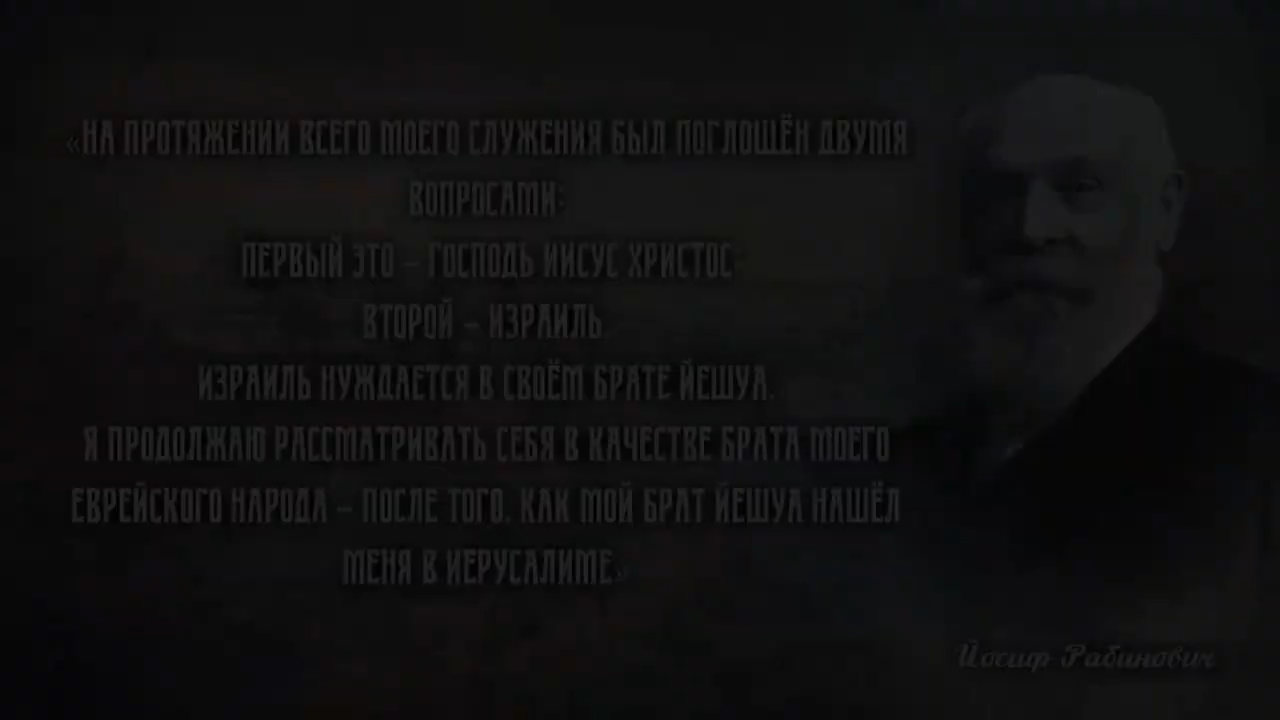 «НА ПРОТЯЖЕНИИ ВСЕГО МОЕГО СЛУЖЕНИЯ БЫЛ ПОГЛОЩЁН ДВУМЯ
ВОПРОСАМИ:
ПЕРВЫЙ ЭТО – ГОСПОДЬ ИИСУС ХРИСТОС
ВТОРОЙ – ИЗРАИЛЬ.
ИЗРАИЛЬ НУЖДАЕТСЯ В СВОЁМ БРАТЕ ЙЕШУА.
Я ПРОДОЛЖАЮ РАССМАТРИВАТЬ СЕБЯ В КАЧЕСТВЕ БРАТА МОЕГО
ЕВРЕЙСКОГО НАРОДА – ПОСЛЕ ТОГО, КАК МОЙ БРАТ ЙЕШУА НАШЁЛ
МЕНЯ В ИЕРУСАЛИМЕ»
Йосиф Рабинович